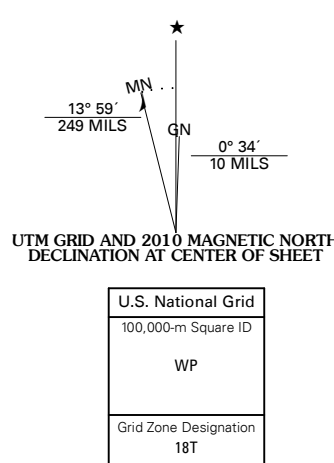 ★
MN
13° 59´
249 MILS
GN
0° 34´
10 MILS
UTM GRID AND 2010 MAGNETIC NORTH
DECLINATION AT CENTER OF SHEET
U.S. National Grid
100,000-m Square ID
WP
Grid Zone Designation
18T